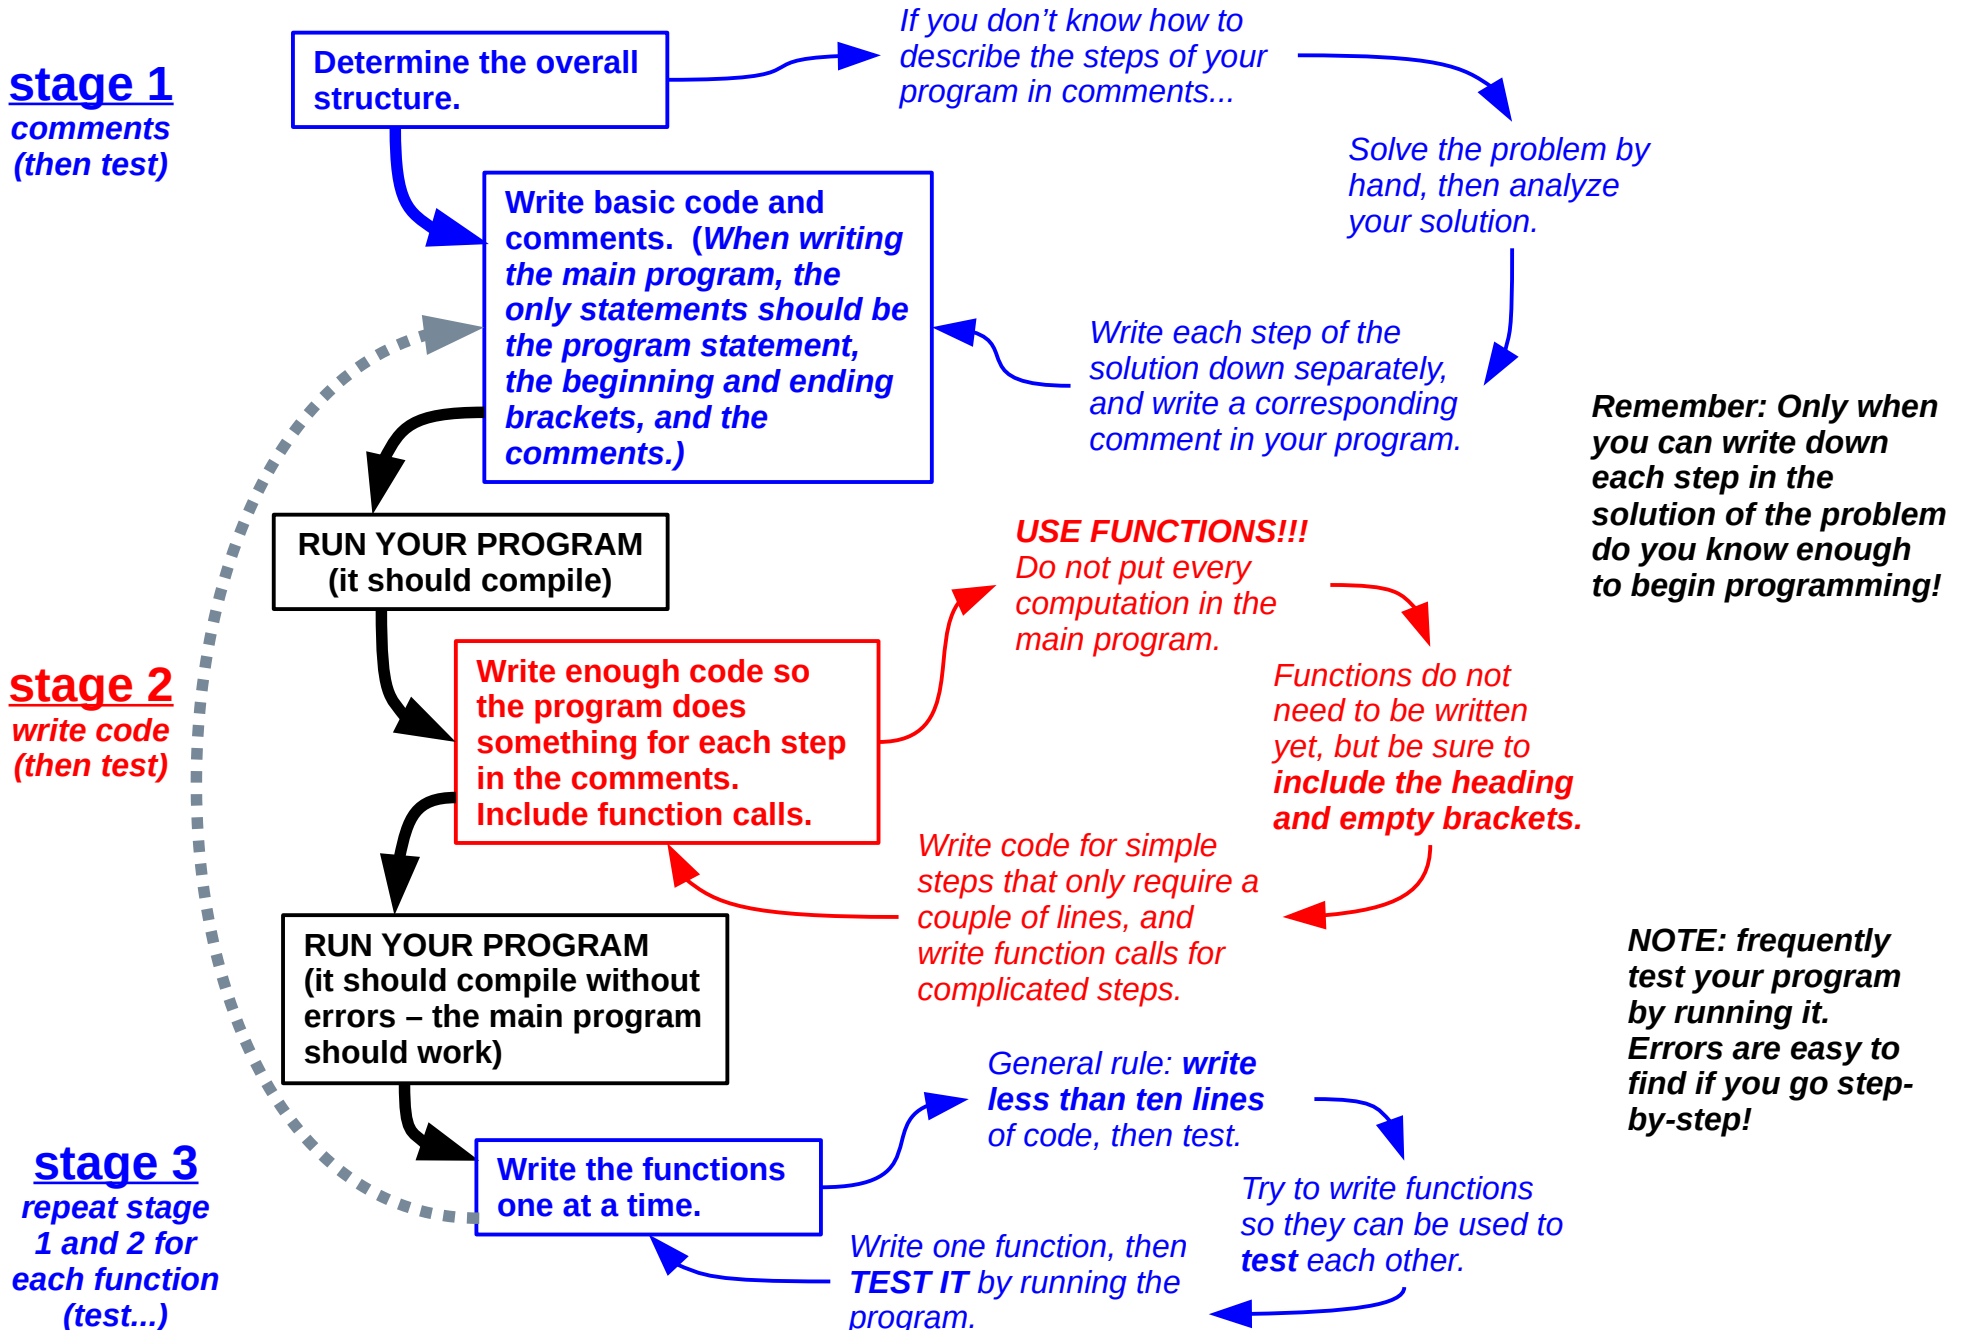 stage 1
comments
(then test)
Determine the overall
structure.
If you don’t know how to
describe the steps of your
program in comments...
Solve the problem by
hand, then analyze
your solution.
Write each step of the
solution down separately,
and write a corresponding
comment in your program.
Write basic code and
comments.  (When writing
the main program, the
only statements should be
the program statement,
the beginning and ending
brackets, and the
comments.)
Remember: Only when
you can write down
each step in the
solution of the problem
do you know enough
to begin programming!
RUN YOUR PROGRAM
(it should compile)
stage 2
write code
(then test)
Write enough code so
the program does
something for each step
in the comments.
Include function calls.
USE FUNCTIONS!!!
Do not put every
computation in the
main program.
Functions do not
need to be written
yet, but be sure to
include the heading
and empty brackets.
Write code for simple
steps that only require a
couple of lines, and
write function calls for
complicated steps.
RUN YOUR PROGRAM
(it should compile without
errors – the main program
should work)
NOTE: frequently
test your program
by running it.
Errors are easy to
find if you go step-
by-step!
stage 3
repeat stage
1 and 2 for
each function
(test...)
Write the functions
one at a time.
General rule: write
less than ten lines
of code, then test.
Try to write functions
so they can be used to
test each other.
Write one function, then
TEST IT by running the
program.